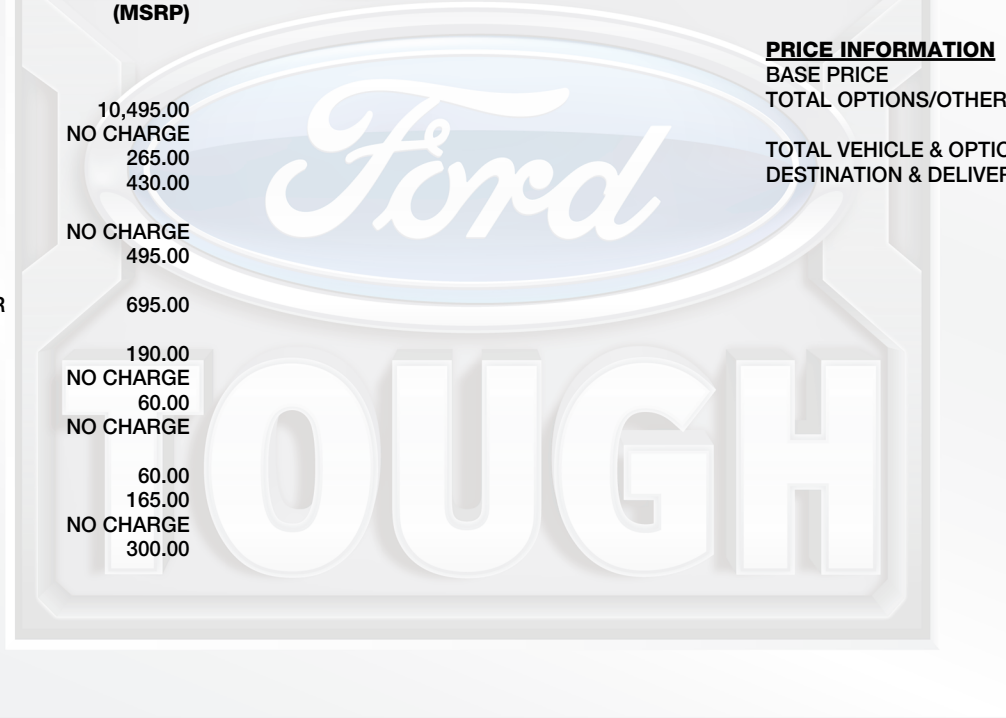 (MSRP)
10,495.00
NO CHARGE
265.00
430.00
NO CHARGE
495.00
R 695.00
190.00
NO CHARGE
60.00
NO CHARGE
60.00
165.00
NO CHARGE
300.00
PRICE INFORMATION
BASE PRICE
TOTAL OPTIONS/OTHER
TOTAL VEHICLE & OPTIO
DESTINATION & DELIVER
Ford
TOUGH